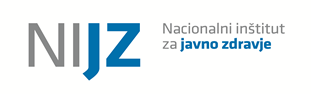 NIJZ
Nacionalni inštitut
za javno zdravje